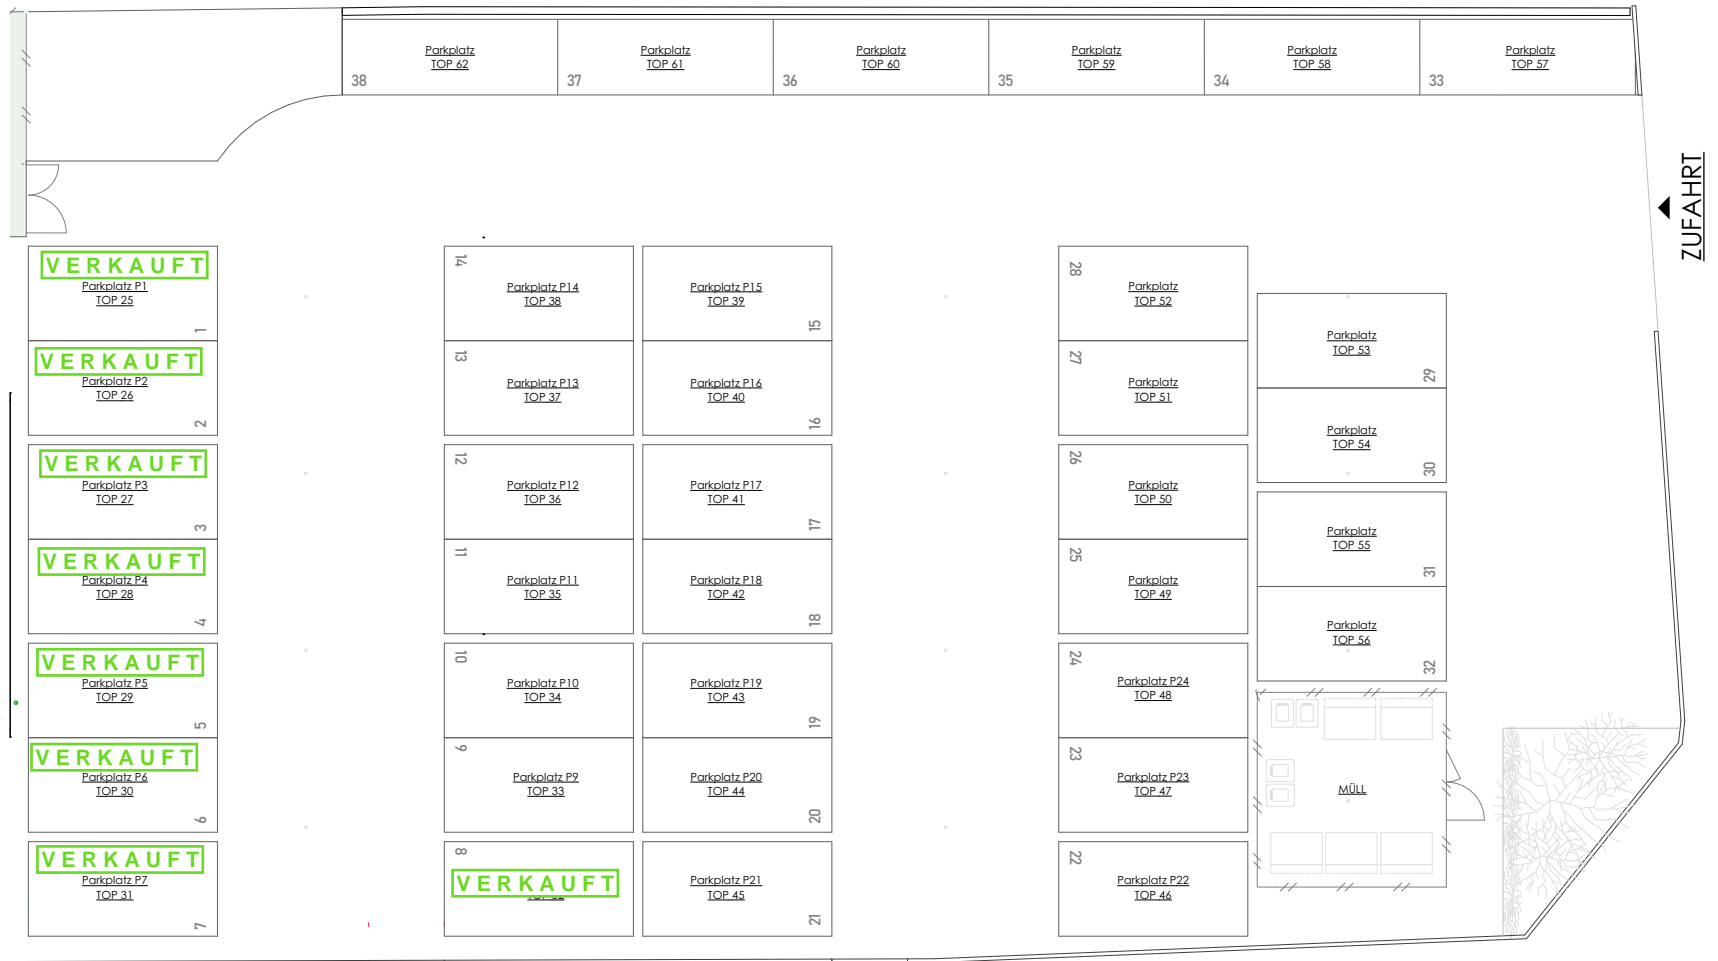 Parkplatz
TOP 62
38
Parkplatz
TOP 61
37
Parkplatz
TOP 60
36
Parkplatz
TOP 59
35
Parkplatz
TOP 58
34
Parkplatz
TOP 57
33
ZUFAHRT
VERKAUFT
Parkplatz P1
TOP 25
1
VERKAUFT
Parkplatz P2
TOP 26
2
VERKAUFT
Parkplatz P3
TOP 27
3
VERKAUFT
Parkplatz P4
TOP 28
4
VERKAUFT
Parkplatz P5
TOP 29
5
VERKAUFT
Parkplatz P6
TOP 30
6
VERKAUFT
Parkplatz P7
TOP 31
7
14
Parkplatz P14
TOP 38
13
Parkplatz P13
TOP 37
12
Parkplatz P12
TOP 36
11
Parkplatz P11
TOP 35
10
Parkplatz P10
TOP 34
9
Parkplatz P9
TOP 33
8
VERKAUFT
Parkplatz P15
TOP 39
15
Parkplatz P16
TOP 40
16
Parkplatz P17
TOP 41
17
Parkplatz P18
TOP 42
18
Parkplatz P19
TOP 43
19
Parkplatz P20
TOP 44
20
Parkplatz P21
TOP 45
21
28
Parkplatz
TOP 52
27
Parkplatz
TOP 51
26
Parkplatz
TOP 50
25
Parkplatz
TOP 49
24
Parkplatz P24
TOP 48
23
Parkplatz P23
TOP 47
22
Parkplatz P22
TOP 46
Parkplatz
TOP 53
29
Parkplatz
TOP 54
30
Parkplatz
TOP 55
31
Parkplatz
TOP 56
32
MÜLL